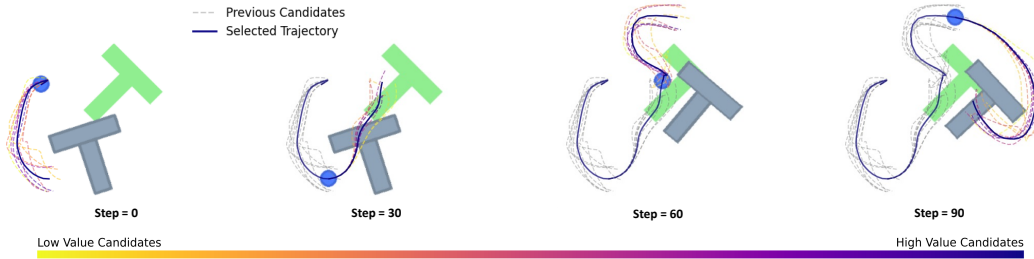 Previous Candidates
Selected Trajectory
Step = 0
Step = 30
Step = 60
Step = 90
Low Value Candidates
High Value Candidates